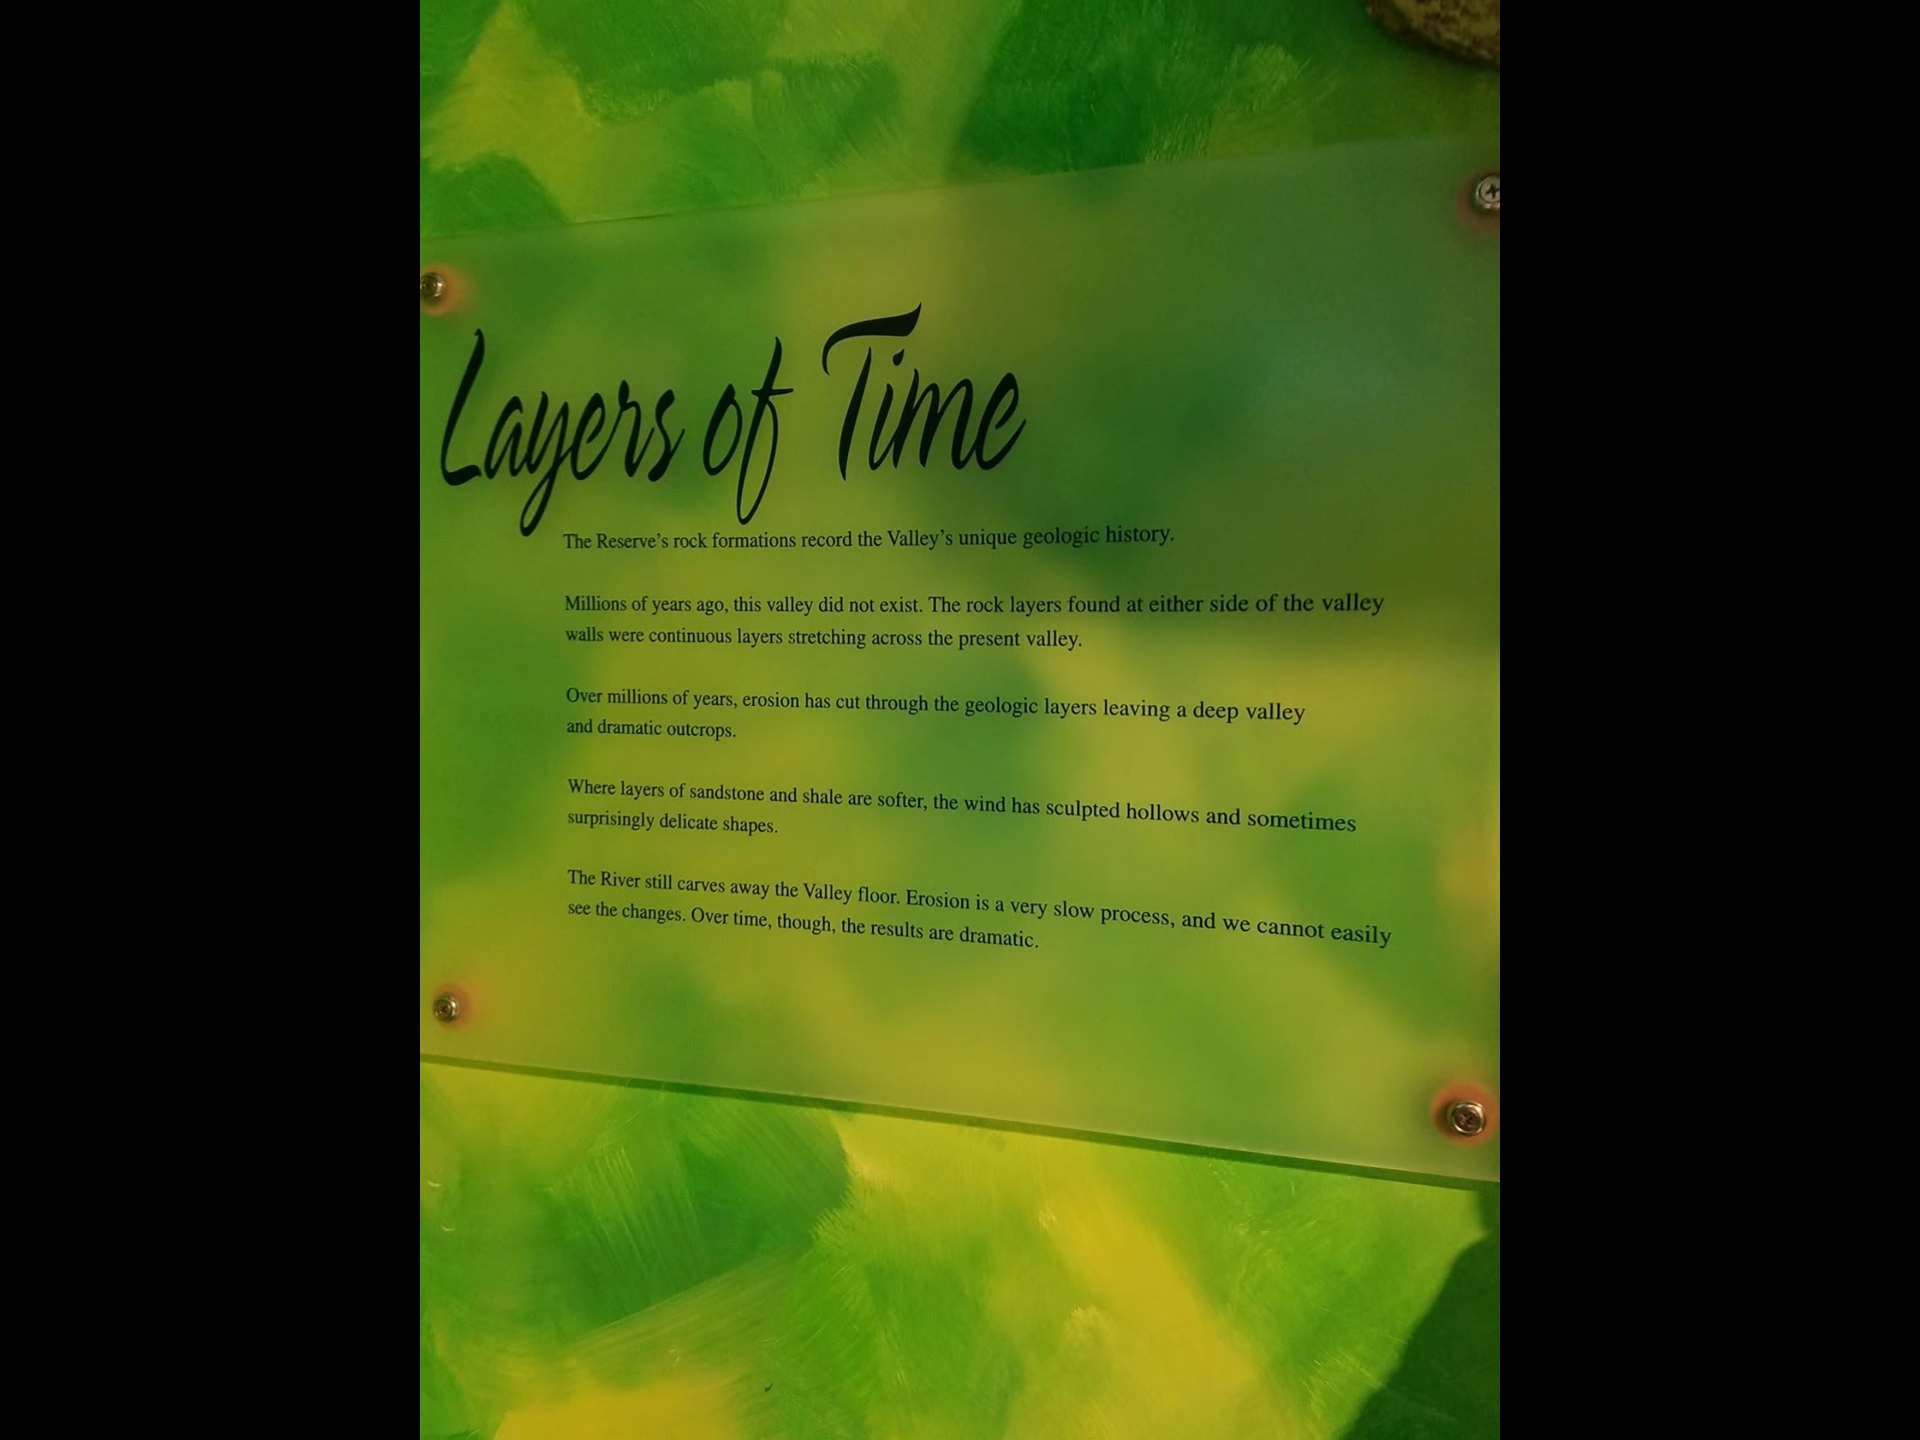 Layers of Time
The Reserve’s rock formations record the Valley’s unique geologic history.
Millions of years ago, this valley did not exist. The rock layers found at either side of the valley
walls were continuous layers stretching across the present valley.
Over millions of years, erosion has cut through the geologic layers leaving a deep valley
and dramatic outcrops.
Where layers of sandstone and shale are softer, the wind has sculpted hollows and sometimes
surprisingly delicate shapes.
The River still carves away the Valley floor. Erosion is a very slow process, and we cannot easily
see the changes. Over time, though, the results are dramatic.